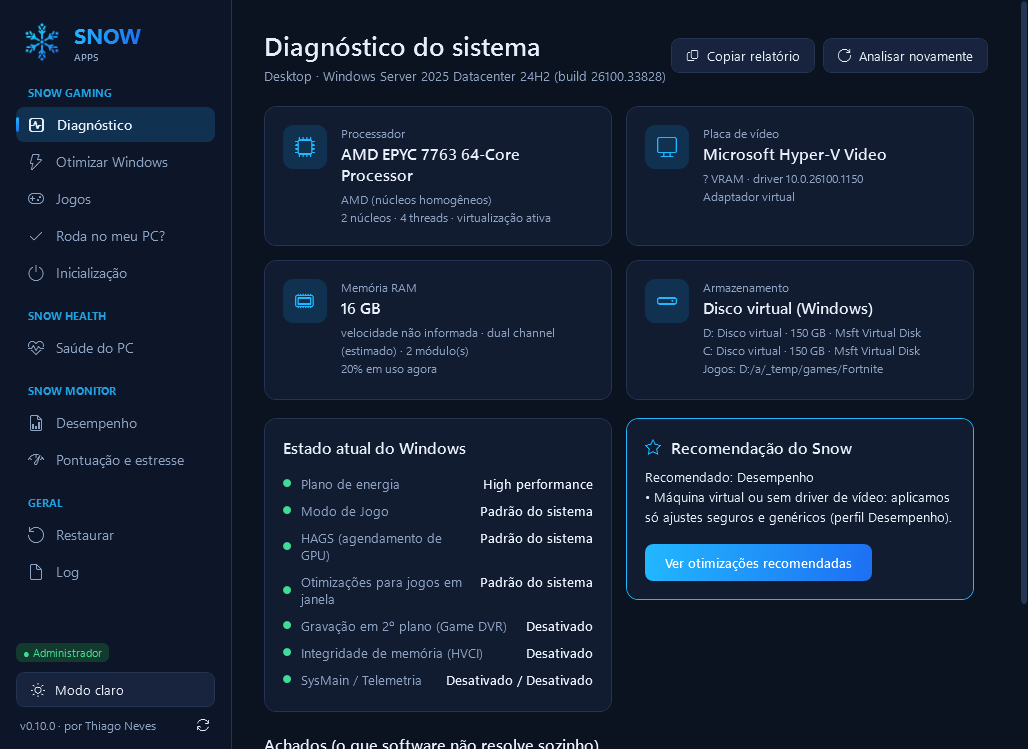 SNOW
APPS
SNOW GAMING
Diagnóstico
Otimizar Windows
Jogos
Roda no meu PC?
Inicialização
SNOW HEALTH
Saúde do PC
SNOW MONITOR
Desempenho
Pontuação e estresse
GERAL
Restaurar
Log
Administrador
Modo claro
v0.10.0 · por Thiago Neves
Diagnóstico do sistema
Desktop · Windows Server 2025 Datacenter 24H2 (build 26100.33828)
Copiar relatório
Analisar novamente
Processador
AMD EPYC 7763 64-Core
Processor
AMD (núcleos homogêneos)
2 núcleos · 4 threads · virtualização ativa
Placa de vídeo
Microsoft Hyper-V Video
? VRAM · driver 10.0.26100.1150
Adaptador virtual
Memória RAM
16 GB
velocidade não informada · dual channel
(estimado) · 2 módulo(s)
20% em uso agora
Armazenamento
Disco virtual (Windows)
D: Disco virtual · 150 GB · Msft Virtual Disk
C: Disco virtual · 150 GB · Msft Virtual Disk
Jogos: D:/a/_temp/games/Fortnite
Estado atual do Windows
Plano de energia High performance
Modo de Jogo Padrão do sistema
HAGS (agendamento de Padrão do sistema
GPU)
Otimizações para jogos em Padrão do sistema
janela
Gravação em 2º plano (Game DVR) Desativado
Integridade de memória (HVCI) Desativado
SysMain / Telemetria Desativado / Desativado
Recomendação do Snow
Recomendado: Desempenho
• Máquina virtual ou sem driver de vídeo: aplicamos
só ajustes seguros e genéricos (perfil Desempenho).
Ver otimizações recomendadas
Achados (o que software não resolve sozinho)